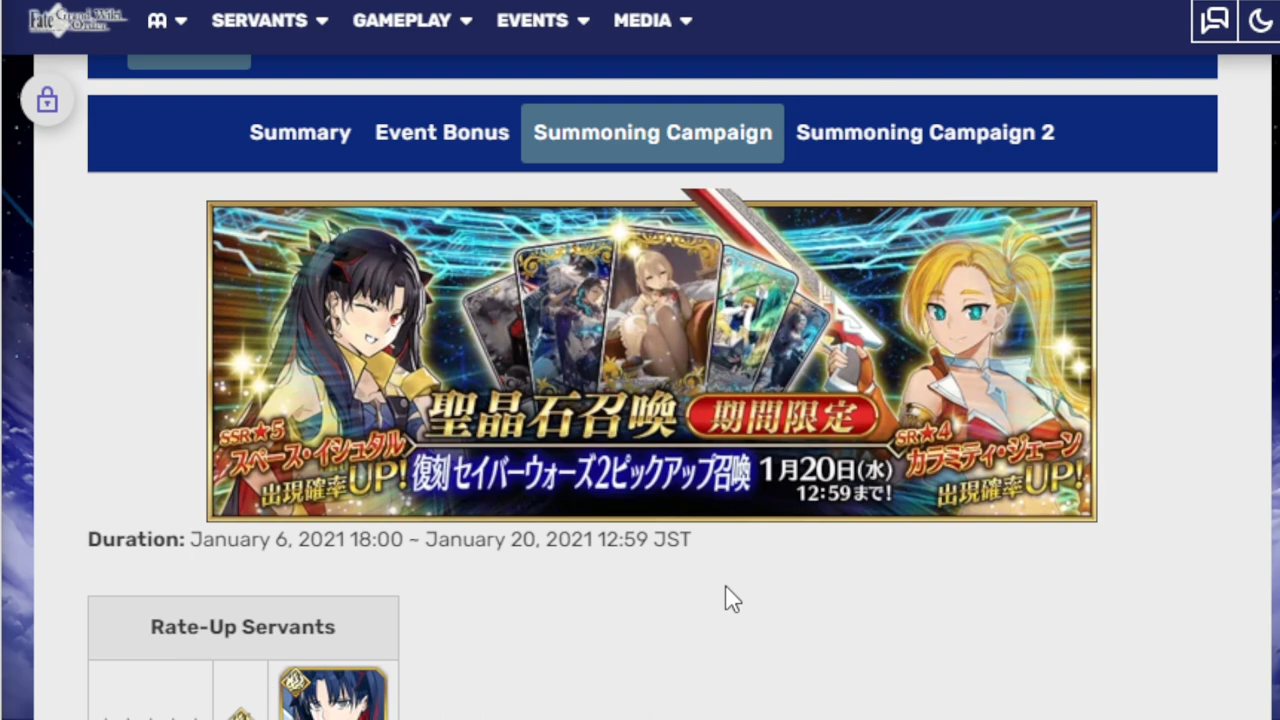 Fate Grand Order Wiki
SERVANTS GAMEPLAY EVENTS MEDIA
Summary Event Bonus Summoning Campaign Summoning Campaign 2
聖晶石召喚 期間限定
SSR★5
スペース・イシュタル
出現確率UP!
復刻 セイバーウォーズ2ピックアップ召喚
1月20日(水)
12:59まで!
SR★4
カラミティ・ジェーン
出現確率UP!
Duration: January 6, 2021 18:00 ~ January 20, 2021 12:59 JST
Rate-Up Servants